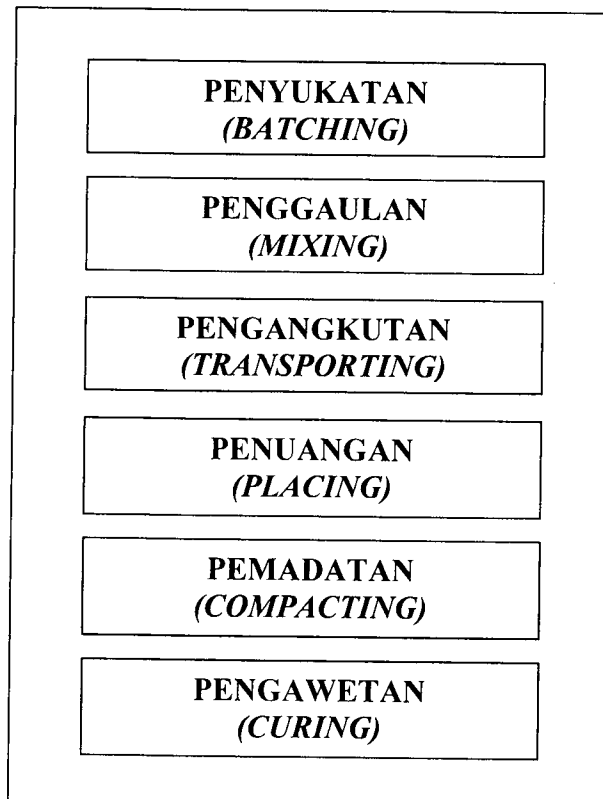 PENYUKATAN
(BATCHING)
PENGGAULAN
(MIXING)
PENGANGKUTAN
(TRANSPORTING)
PENUANGAN
(PLACING)
PEMADATAN
(COMPACTING)
PENGAWETAN
(CURING)